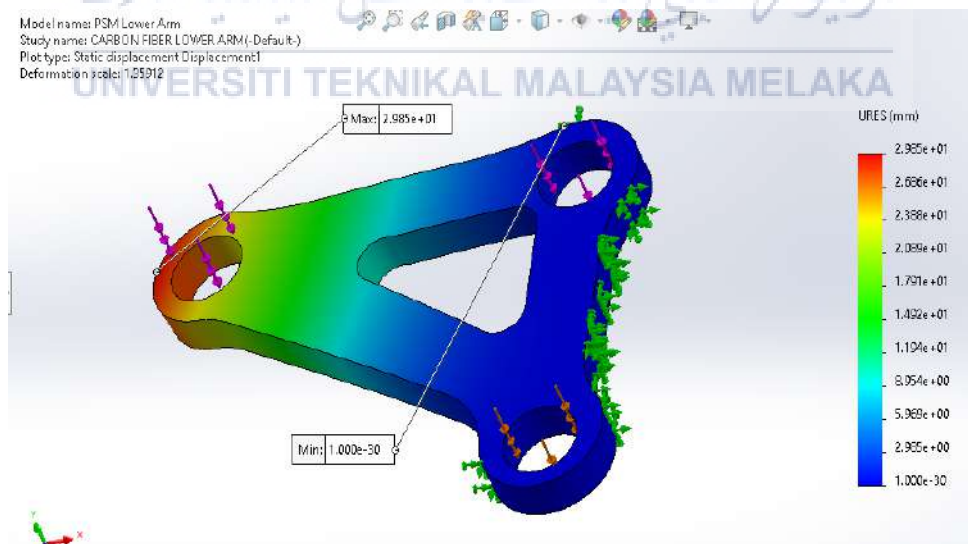 Model name: PSM Lower Arm
Study name: CARBON FIBER LOWER ARM(-Default-)
Plot type: Static displacement Displacement1
Deformation scale: 1.35912
UNIVERSITI TEKNIKAL MALAYSIA MELAKA
Max: 2.985e+01
URES (mm)
2.985e+01
2.686e+01
2.388e+01
2.089e+01
1.791e+01
1.492e+01
1.194e+01
8.954e+00
5.969e+00
2.985e+00
1.000e-30
Min: 1.000e-30
Y
X